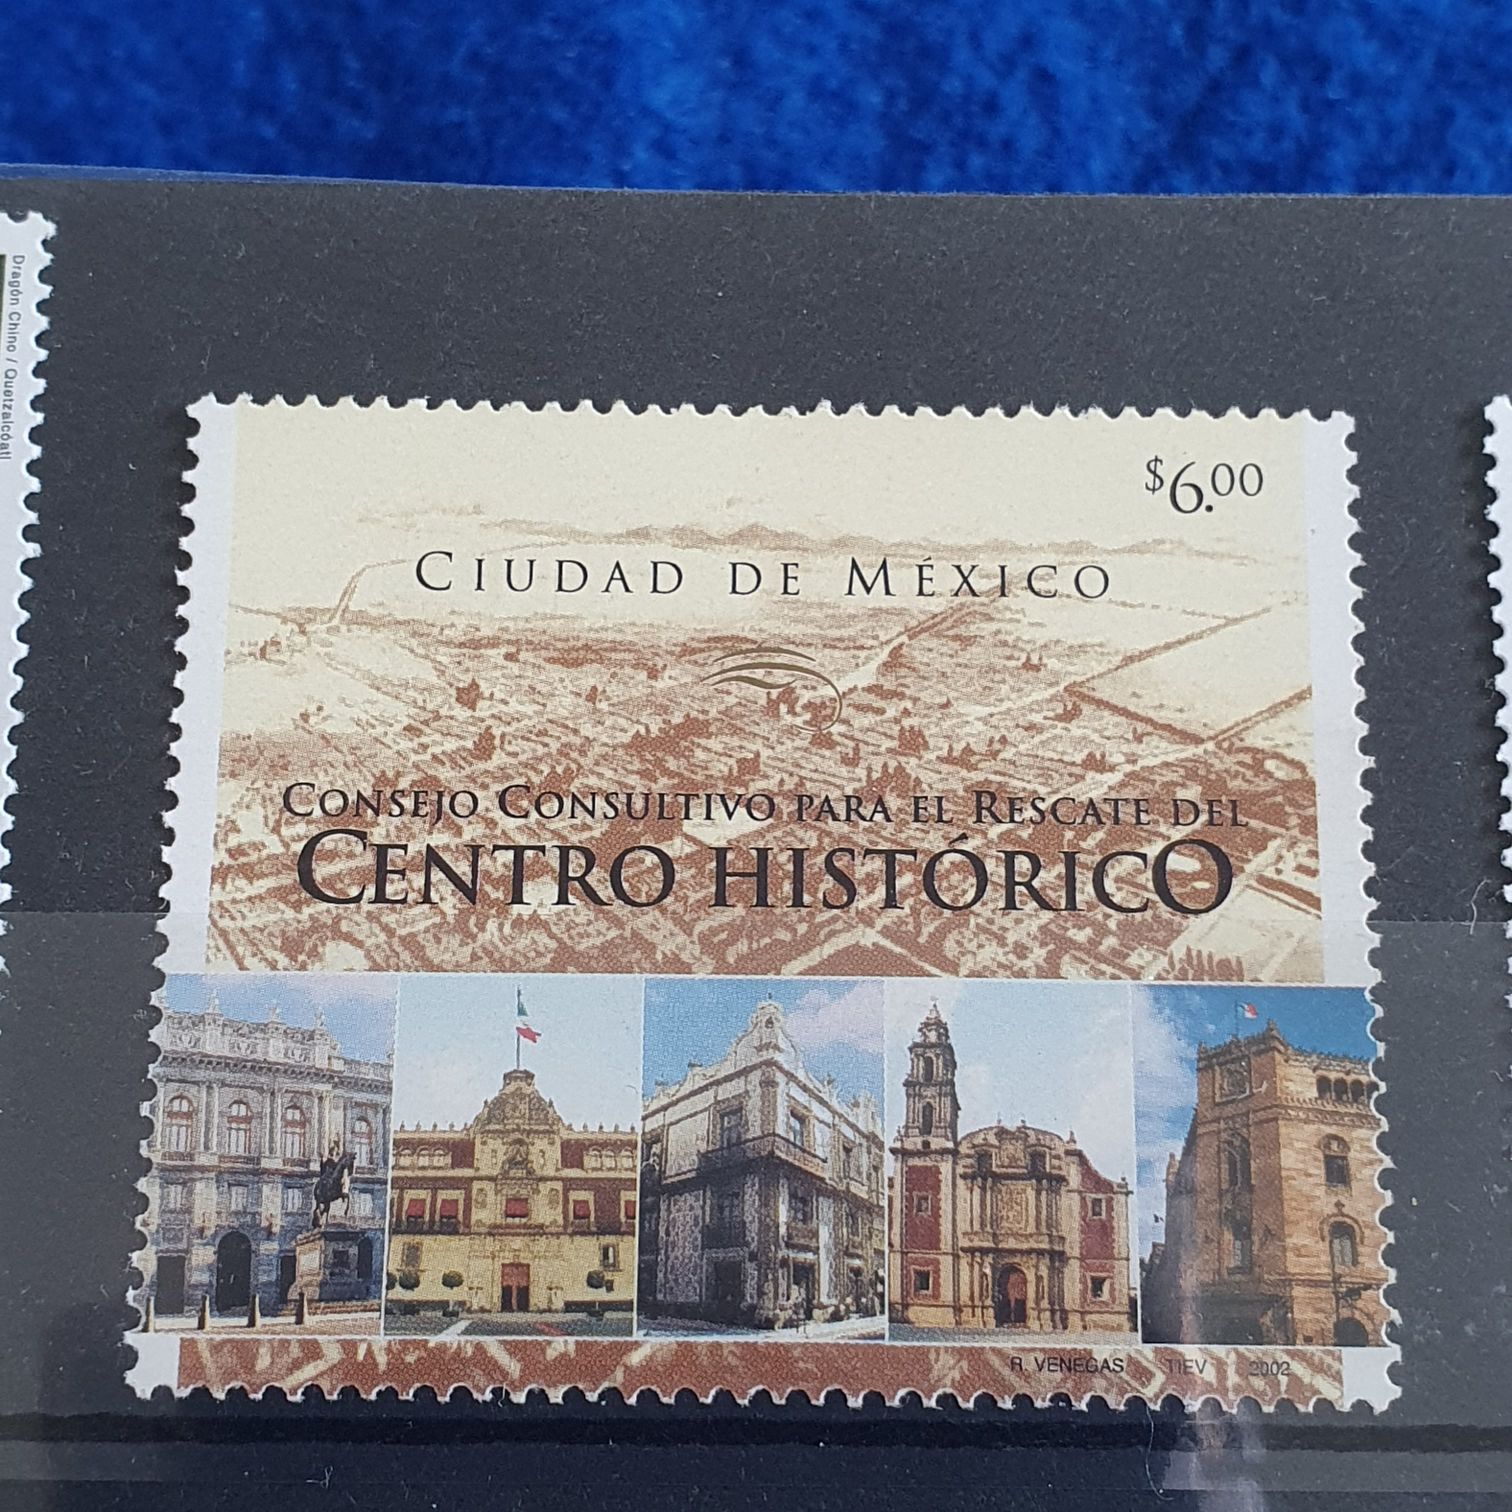 Dragón Chino / Quetzalcóatl
$6.00
CIUDAD DE MÉXICO
CONSEJO CONSULTIVO PARA EL RESCATE DEL
CENTRO HISTÓRICO
R. VENEGAS TIEV 2002